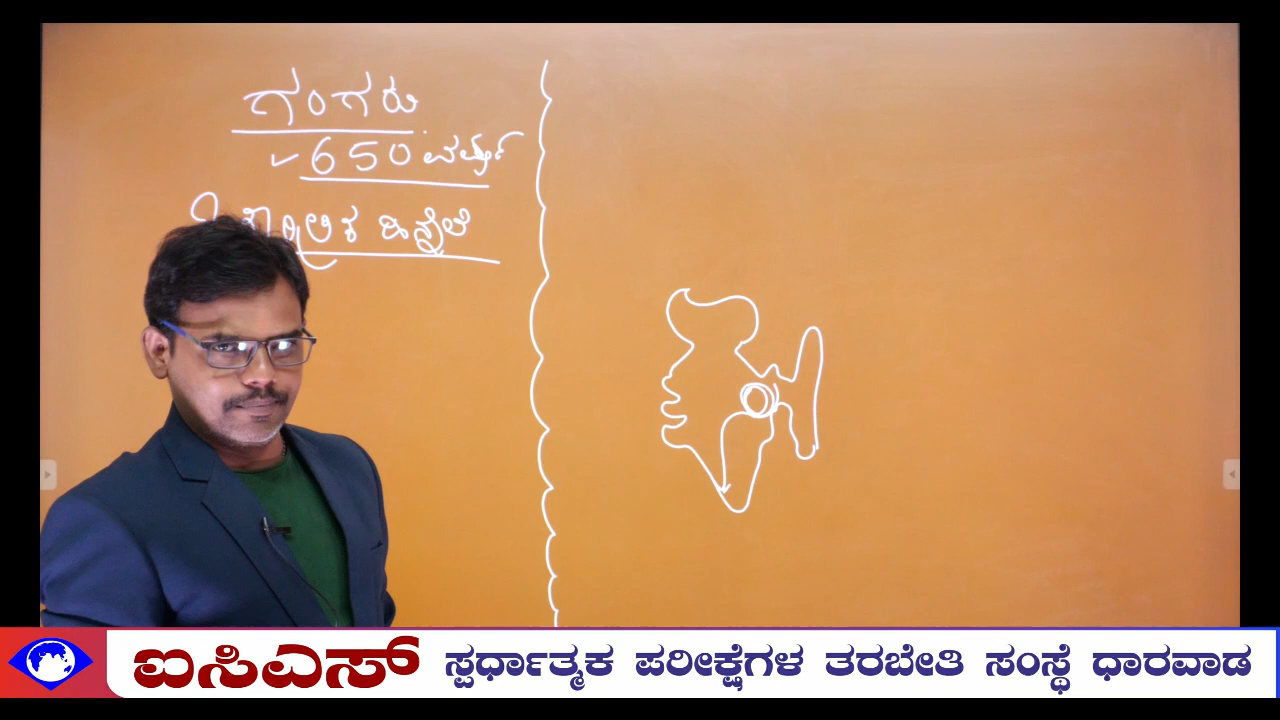 ಗಂಗರು
650 ವರ್ಷ
ಹಿನ್ನೆಲೆ
ಐಸಿಎಸ್ ಸ್ಪರ್ಧಾತ್ಮಕ ಪರೀಕ್ಷೆಗಳ ತರಬೇತಿ ಸಂಸ್ಥೆ ಧಾರವಾಡ